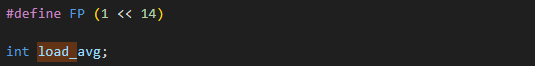 #define FP (1 << 14)
int load_avg;